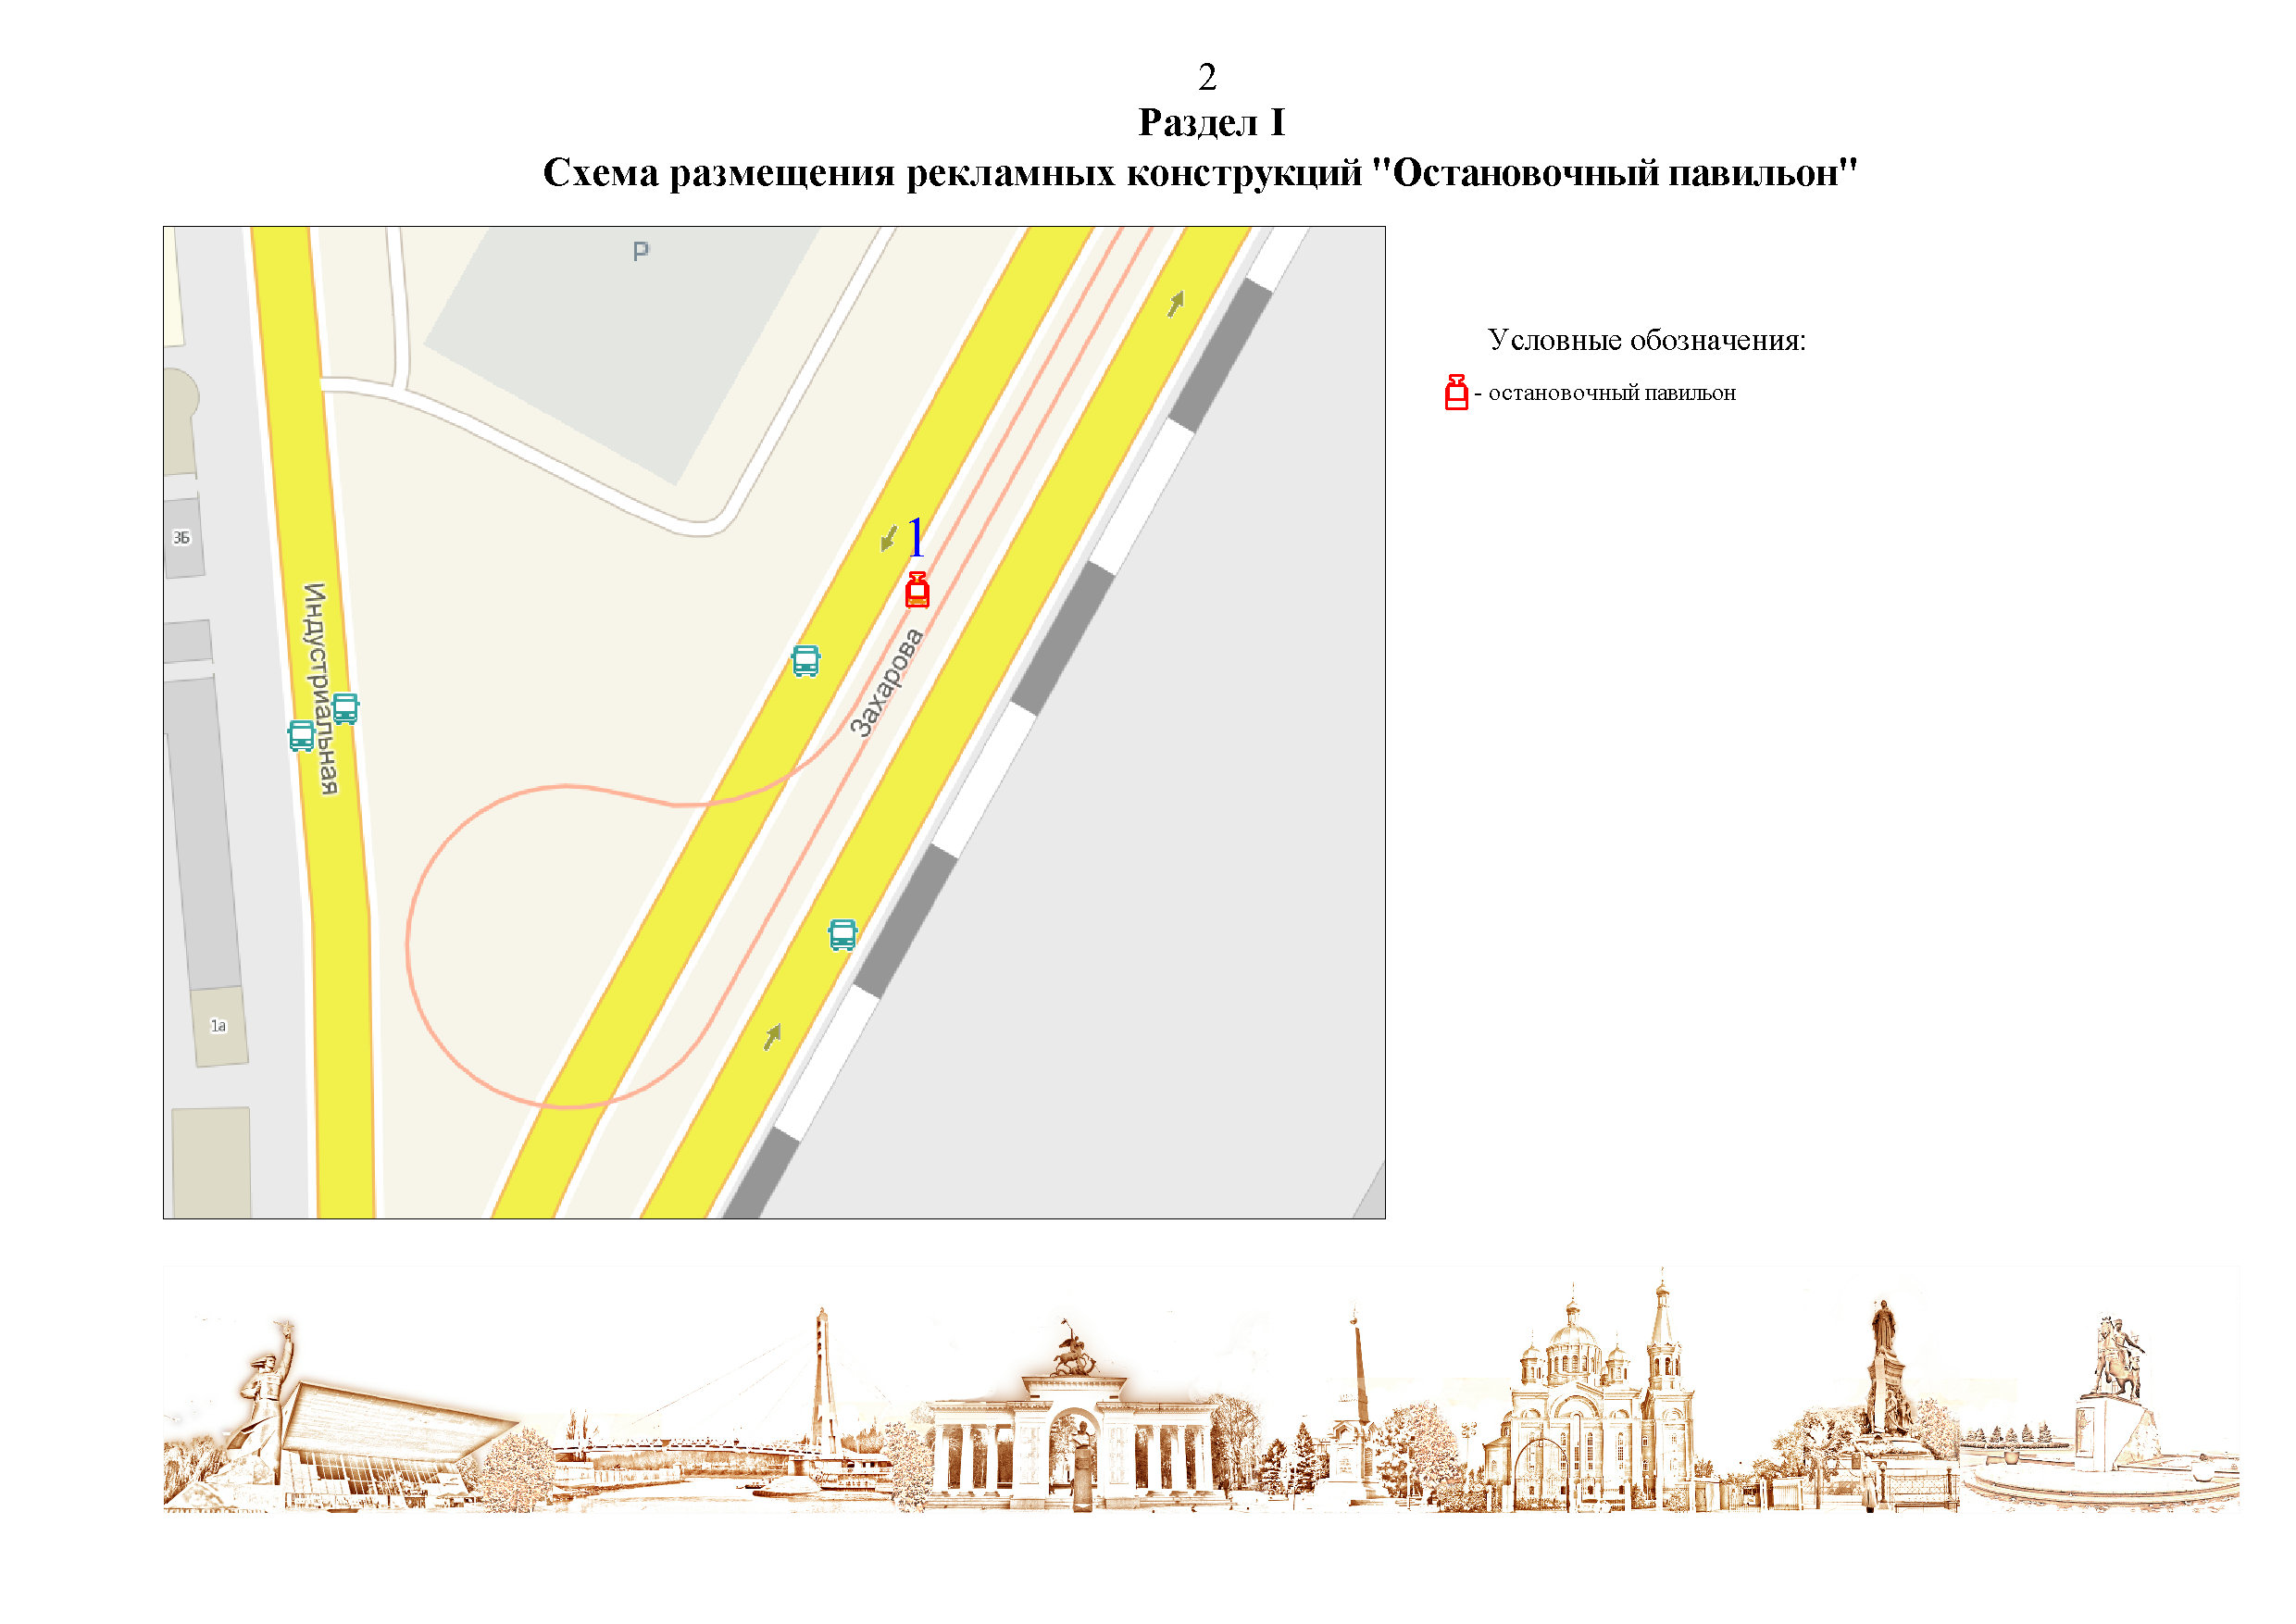 2
Раздел I
Схема размещения рекламных конструкций "Остановочный павильон"
P
Условные обозначения:
- остановочный павильон
1
3Б
Индустриальная
Захарова
1а